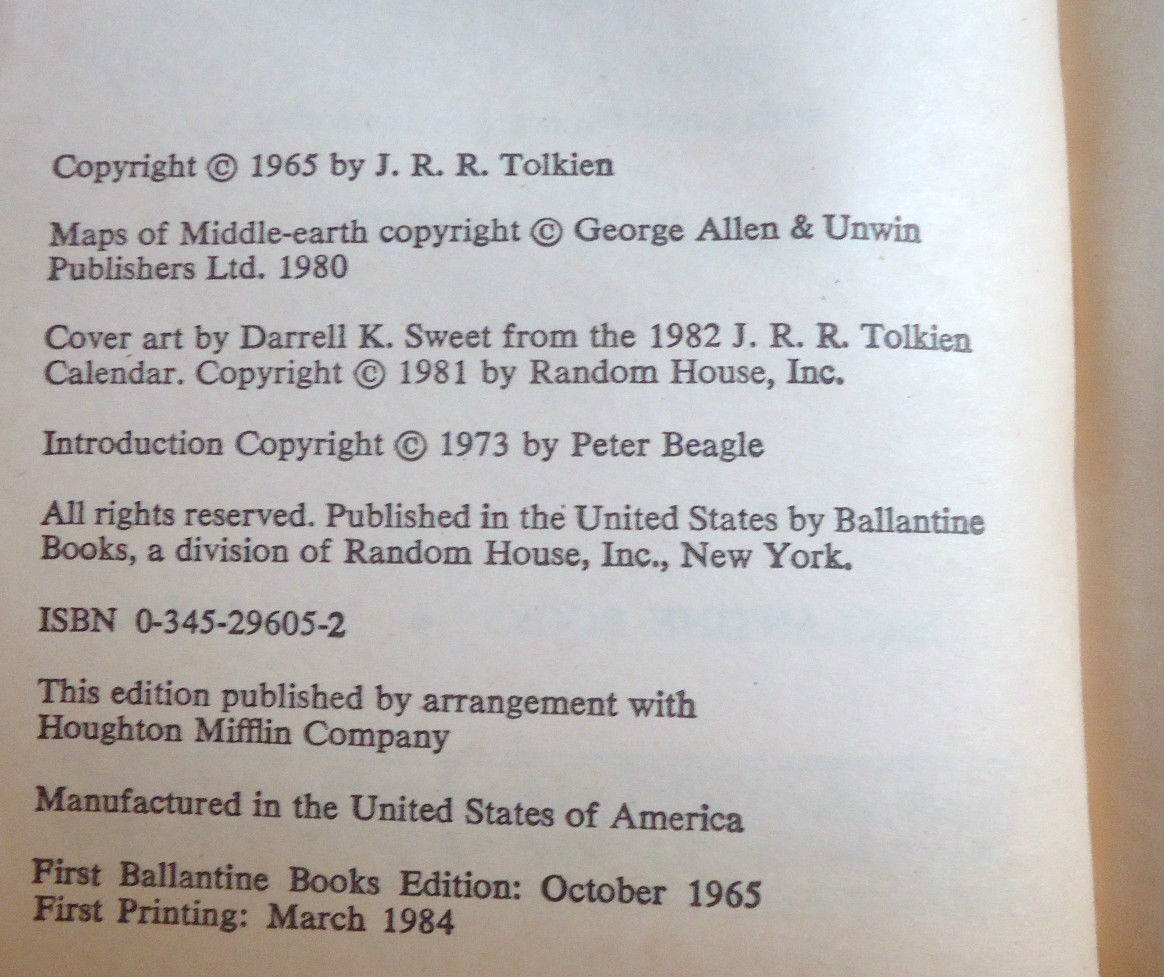 Copyright © 1965 by J. R. R. Tolkien
Maps of Middle-earth copyright © George Allen & Unwin
Publishers Ltd. 1980
Cover art by Darrell K. Sweet from the 1982 J. R. R. Tolkien
Calendar. Copyright © 1981 by Random House, Inc.
Introduction Copyright © 1973 by Peter Beagle
All rights reserved. Published in the United States by Ballantine
Books, a division of Random House, Inc., New York.
ISBN 0-345-29605-2
This edition published by arrangement with
Houghton Mifflin Company
Manufactured in the United States of America
First Ballantine Books Edition: October 1965
First Printing: March 1984